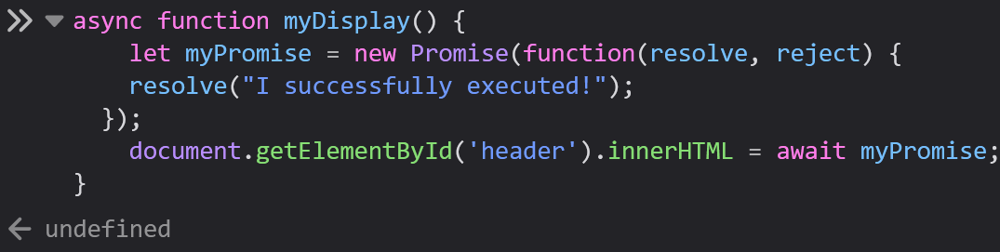 async function myDisplay() {
let myPromise = new Promise(function(resolve, reject) {
resolve("I successfully executed!");
});
document.getElementById('header').innerHTML = await myPromise;
}
undefined